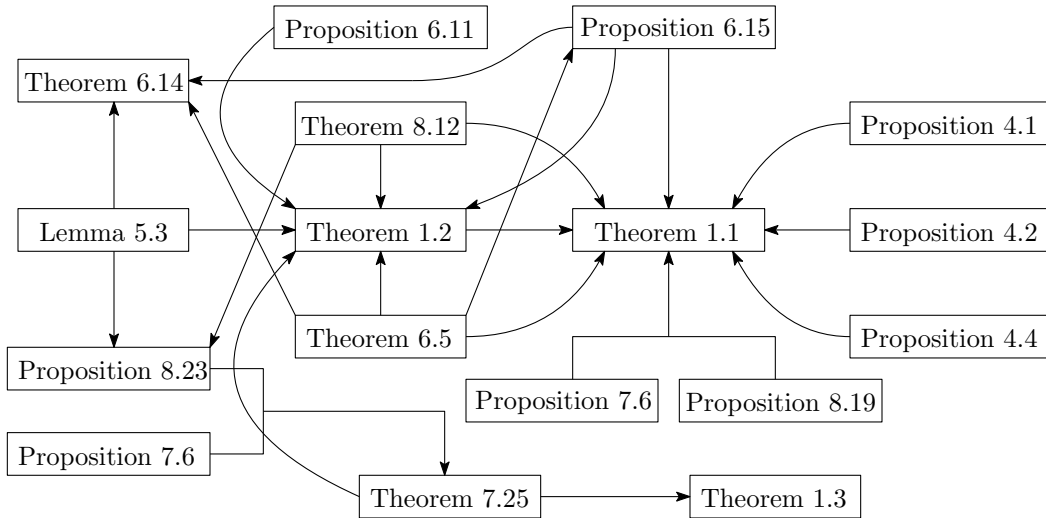 Proposition 6.11
Proposition 6.15
Theorem 6.14
Theorem 8.12
Proposition 4.1
Lemma 5.3
Theorem 1.2
Theorem 1.1
Proposition 4.2
Theorem 6.5
Proposition 4.4
Proposition 8.23
Proposition 7.6
Proposition 8.19
Proposition 7.6
Theorem 7.25
Theorem 1.3